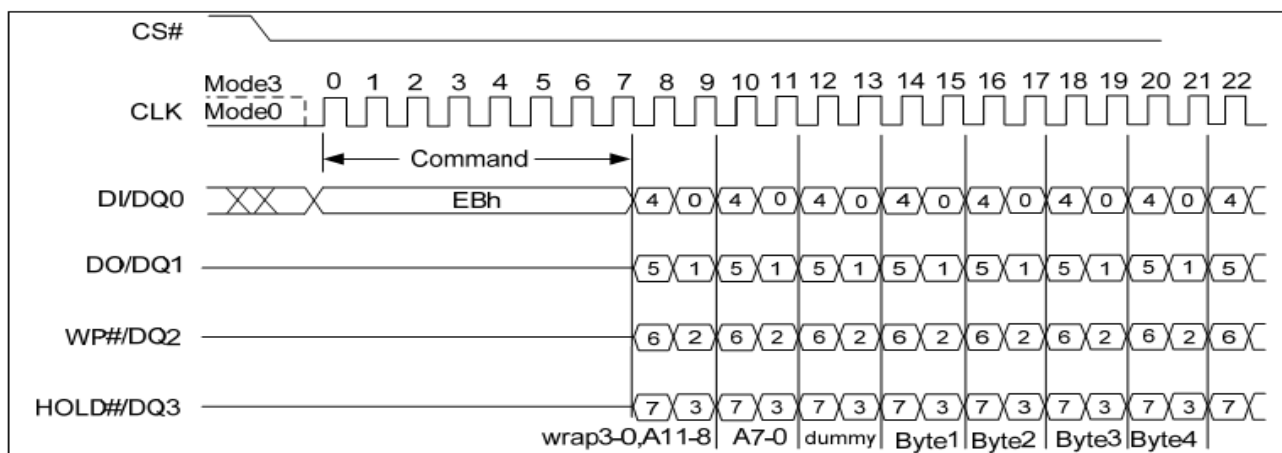 CS#
Mode3 0 1 2 3 4 5 6 7 8 9 10 11 12 13 14 15 16 17 18 19 20 21 22
CLK Mode0
Command
DI/DQ0 EBh 4 0 4 0 4 0 4 0 4 0 4 0 4 0 4
DO/DQ1 5 1 5 1 5 1 5 1 5 1 5 1 5 1 5
WP#/DQ2 6 2 6 2 6 2 6 2 6 2 6 2 6 2 6
HOLD#/DQ3 7 3 7 3 7 3 7 3 7 3 7 3 7 3 7
wrap3-0,A11-8 A7-0 dummy Byte1 Byte2 Byte3 Byte4